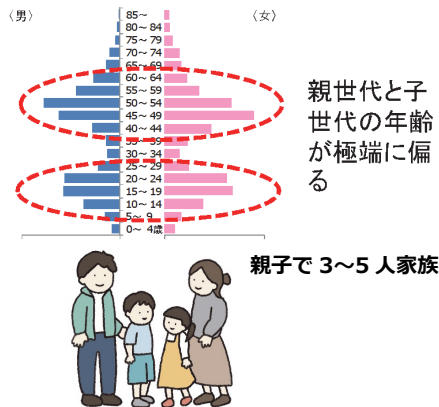 〈男〉
〈女〉
85~
80~ 84
75~ 79
70~ 74
65~ 69
60~ 64
55~ 59
50~ 54
45~ 49
40~ 44
35~ 39
30~ 34
25~ 29
20~ 24
15~ 19
10~ 14
5~ 9
0~ 4歳
親世代と子
世代の年齢
が極端に偏
る
親子で 3~5 人家族